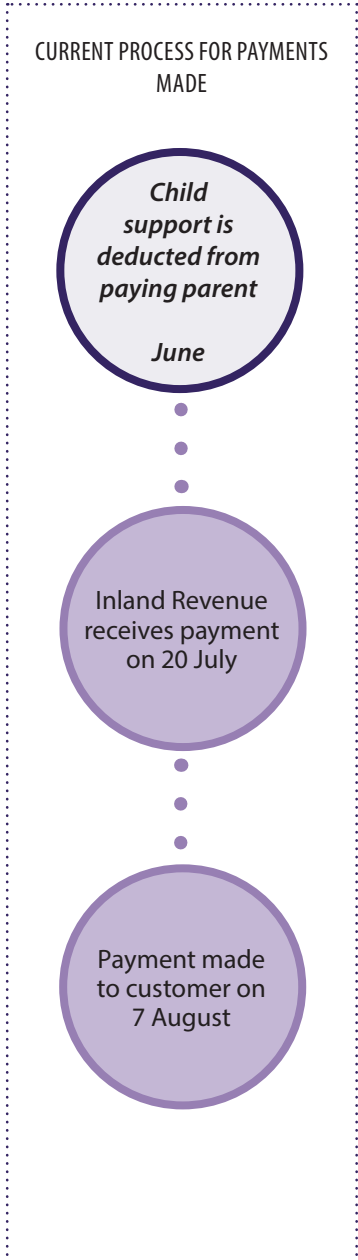 CURRENT PROCESS FOR PAYMENTS
MADE
Child
support is
deducted from
paying parent
June
Inland Revenue
receives payment
on 20 July
Payment made
to customer on
7 August